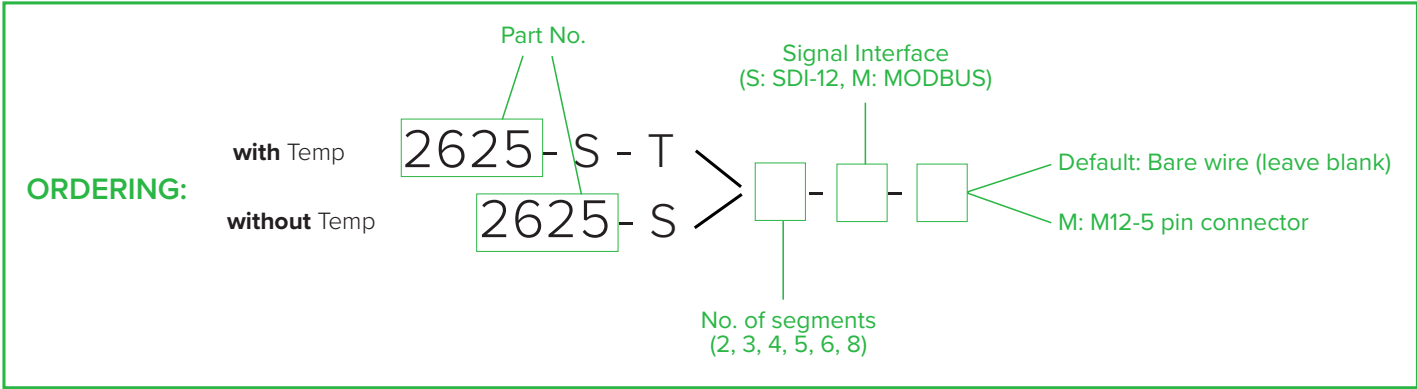 Part No.
Signal Interface
(S: SDI-12, M: MODBUS)
with Temp
2625 - S - T
ORDERING:
- -
Default: Bare wire (leave blank)
without Temp
2625 - S
M: M12-5 pin connector
No. of segments
(2, 3, 4, 5, 6, 8)